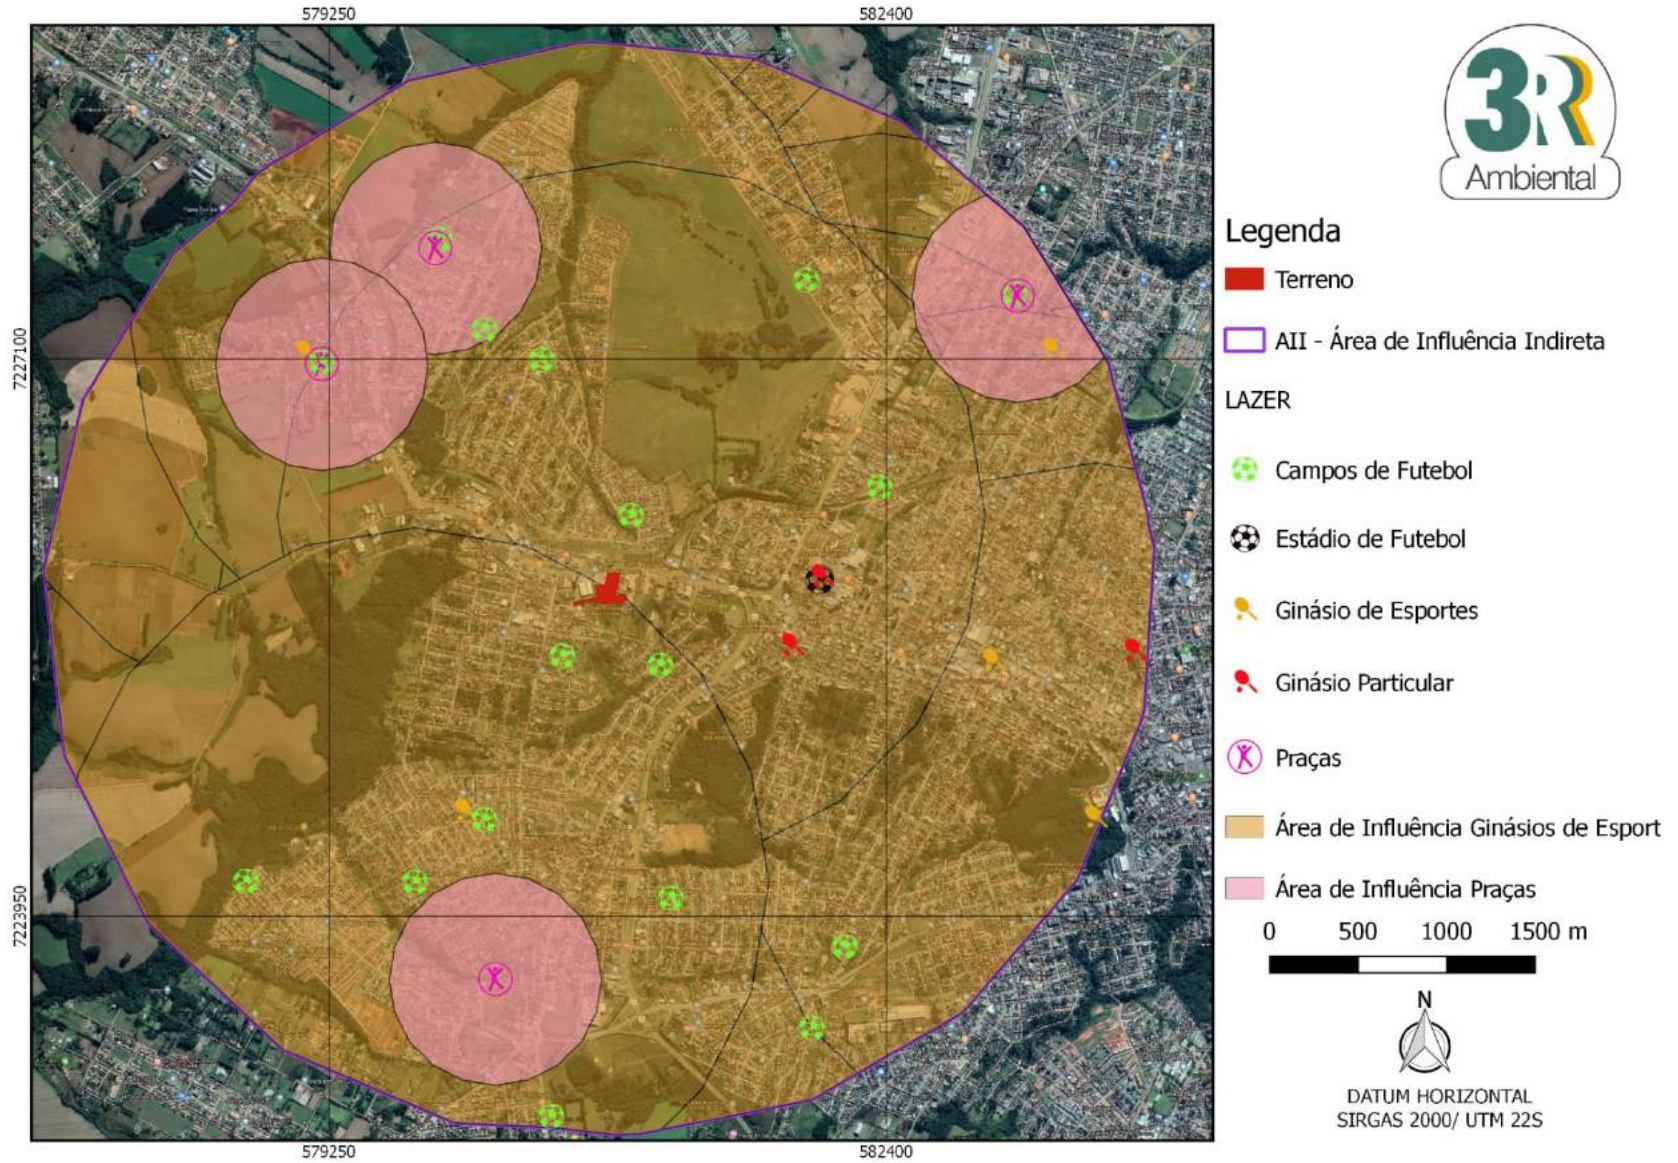 579250
582400
7227100
7223950
579250
582400
3RR
Ambiental
Legenda
Terreno
AII - Área de Influência Indireta
LAZER
Campos de Futebol
Estádio de Futebol
Ginásio de Esportes
Ginásio Particular
Praças
Área de Influência Ginásios de Esport
Área de Influência Praças
0 500 1000 1500 m
N
DATUM HORIZONTAL
SIRGAS 2000/ UTM 22S